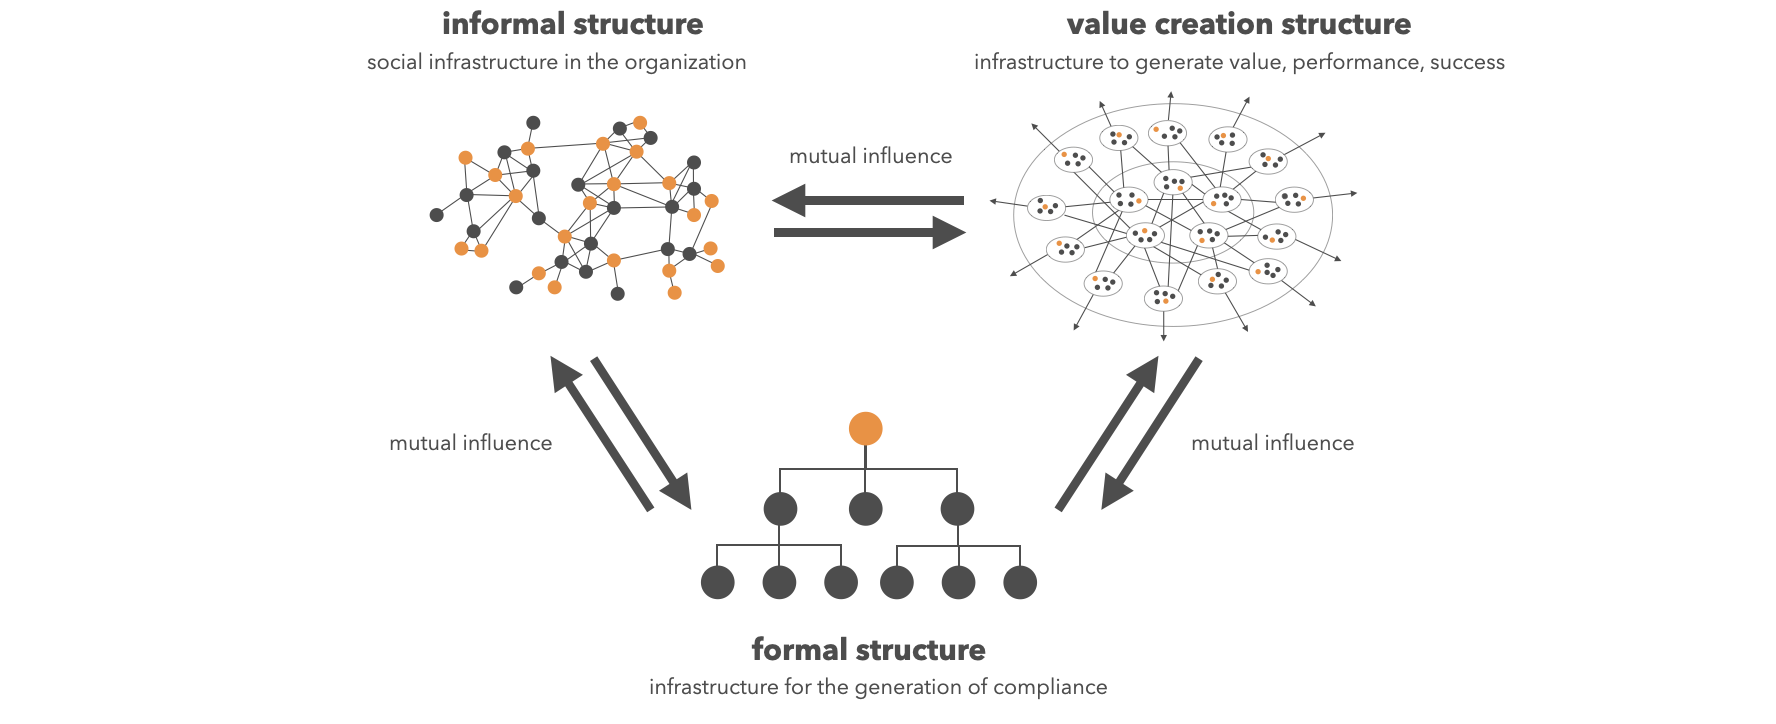 informal structure
social infrastructure in the organization
value creation structure
infrastructure to generate value, performance, success
mutual influence
mutual influence
mutual influence
formal structure
infrastructure for the generation of compliance